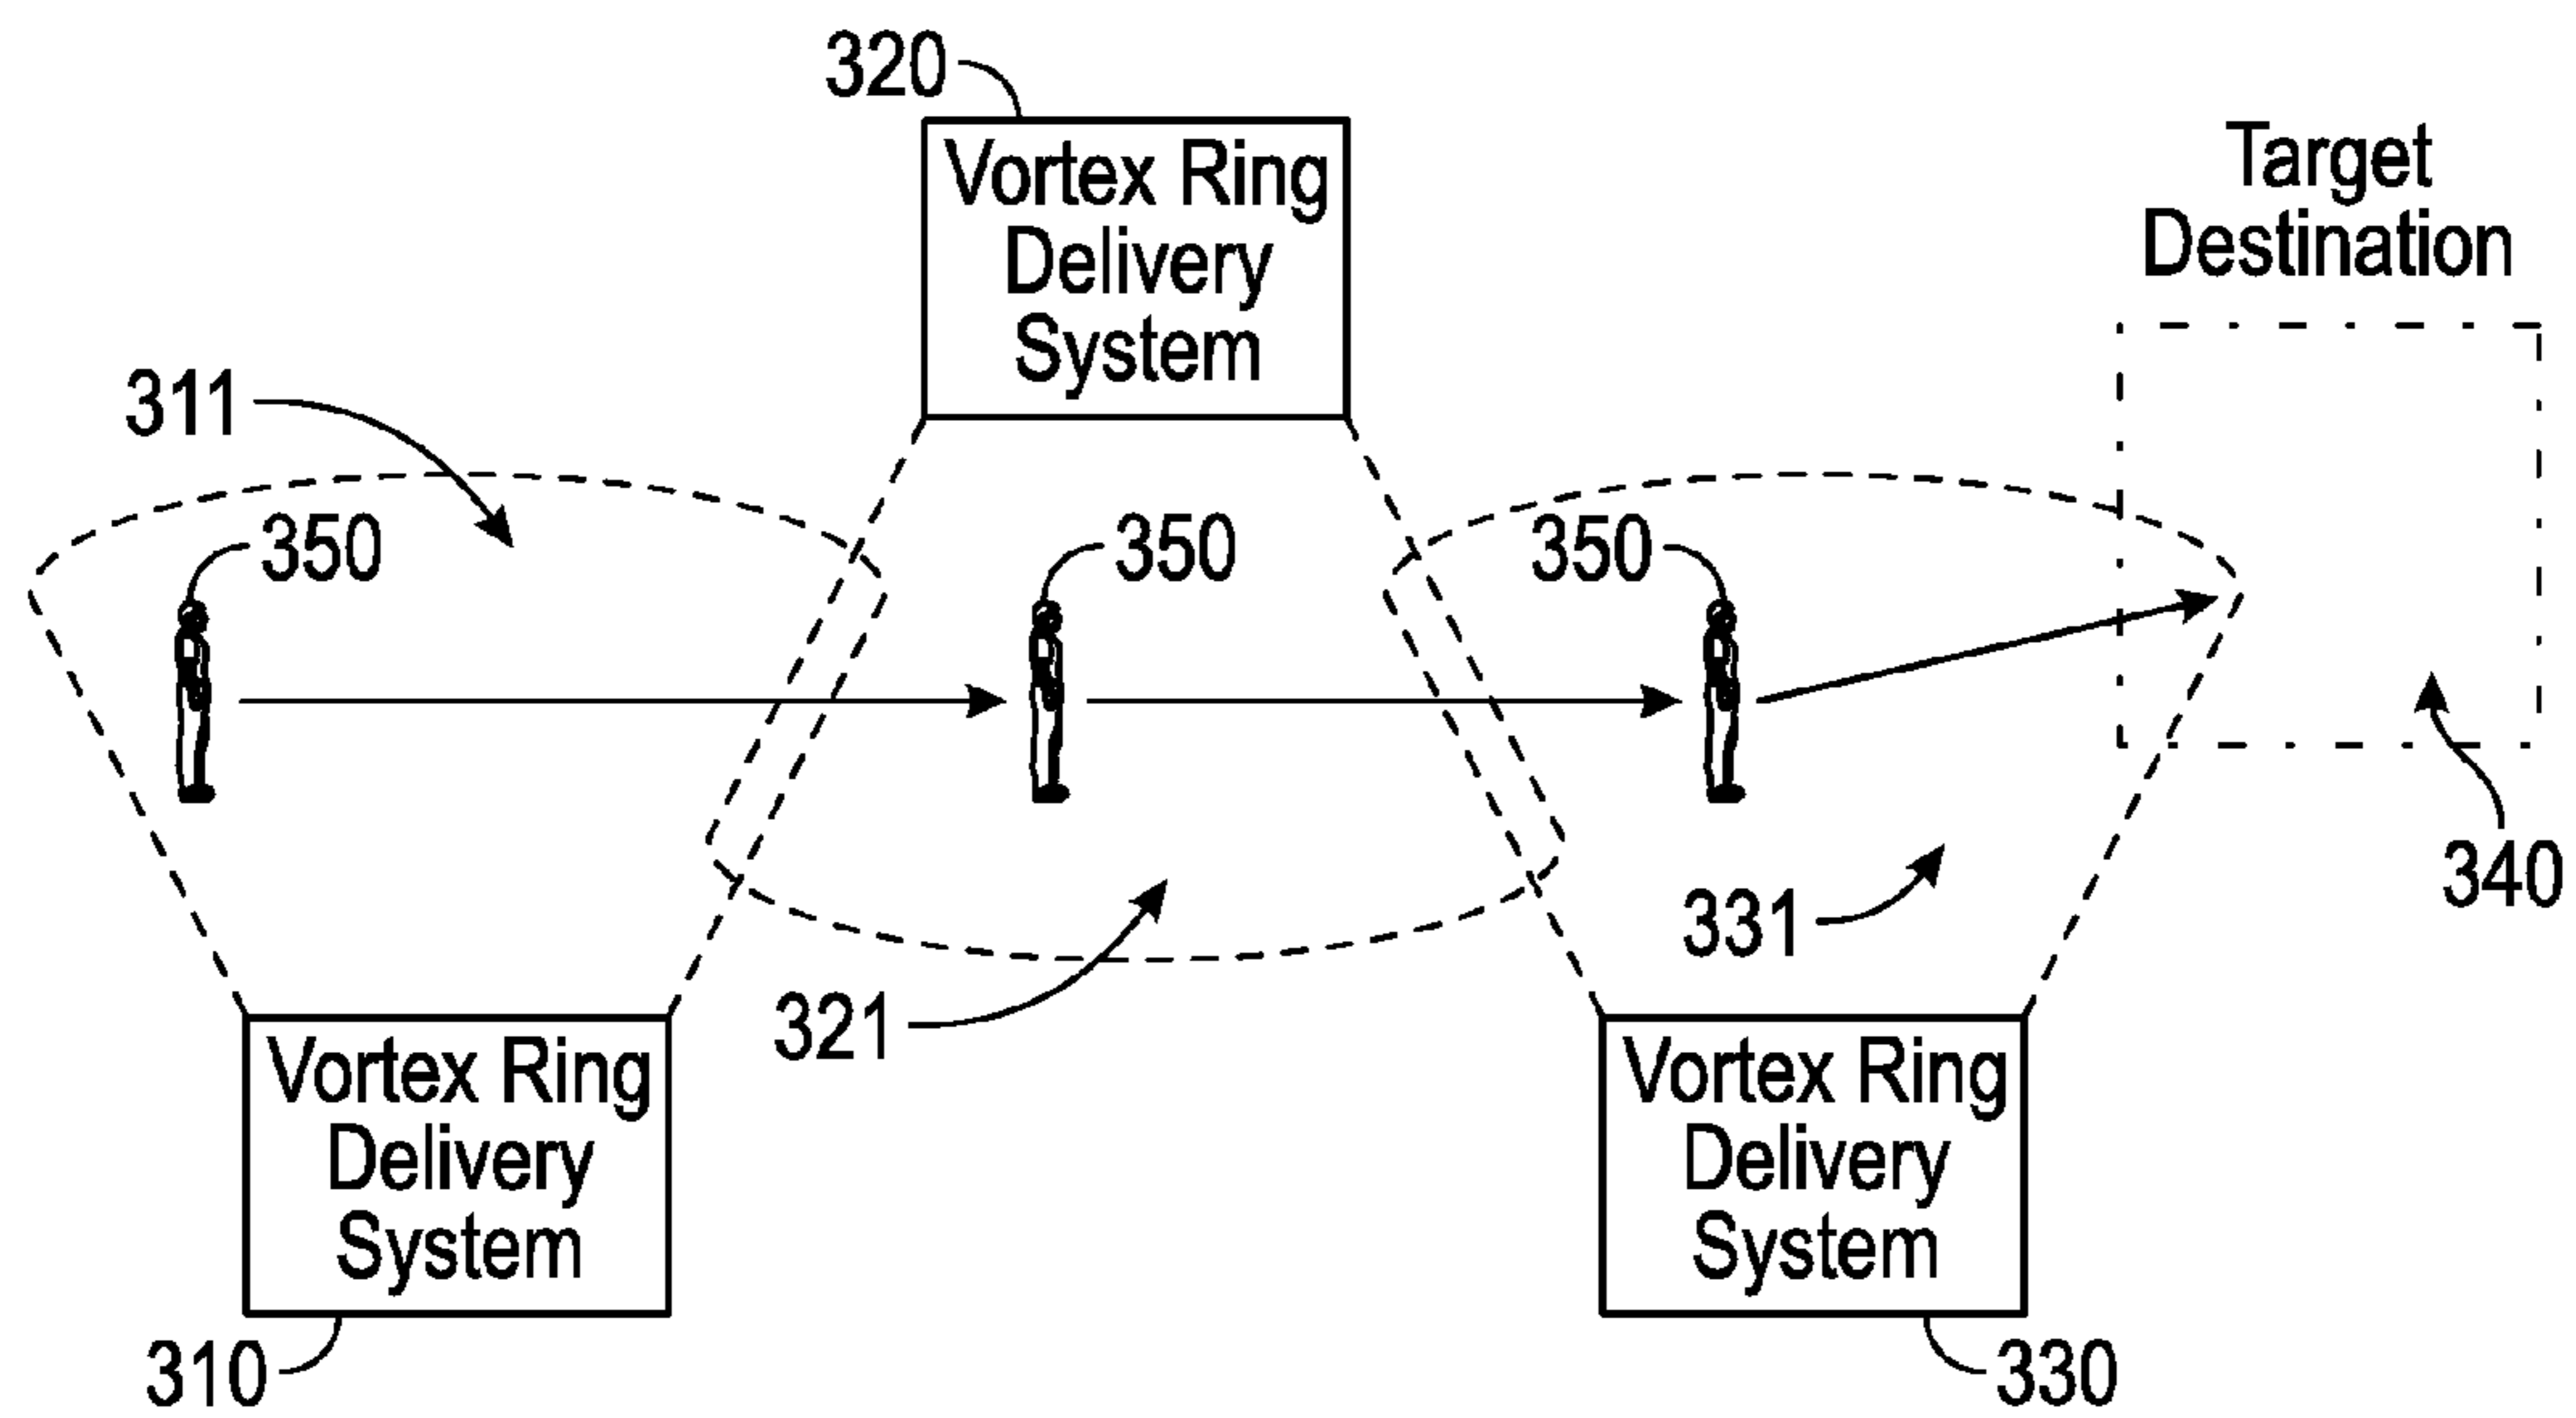 320
Vortex Ring
Delivery
System
Target
Destination
311
350
350
350
340
331
321
Vortex Ring
Delivery
System
Vortex Ring
Delivery
System
310
330